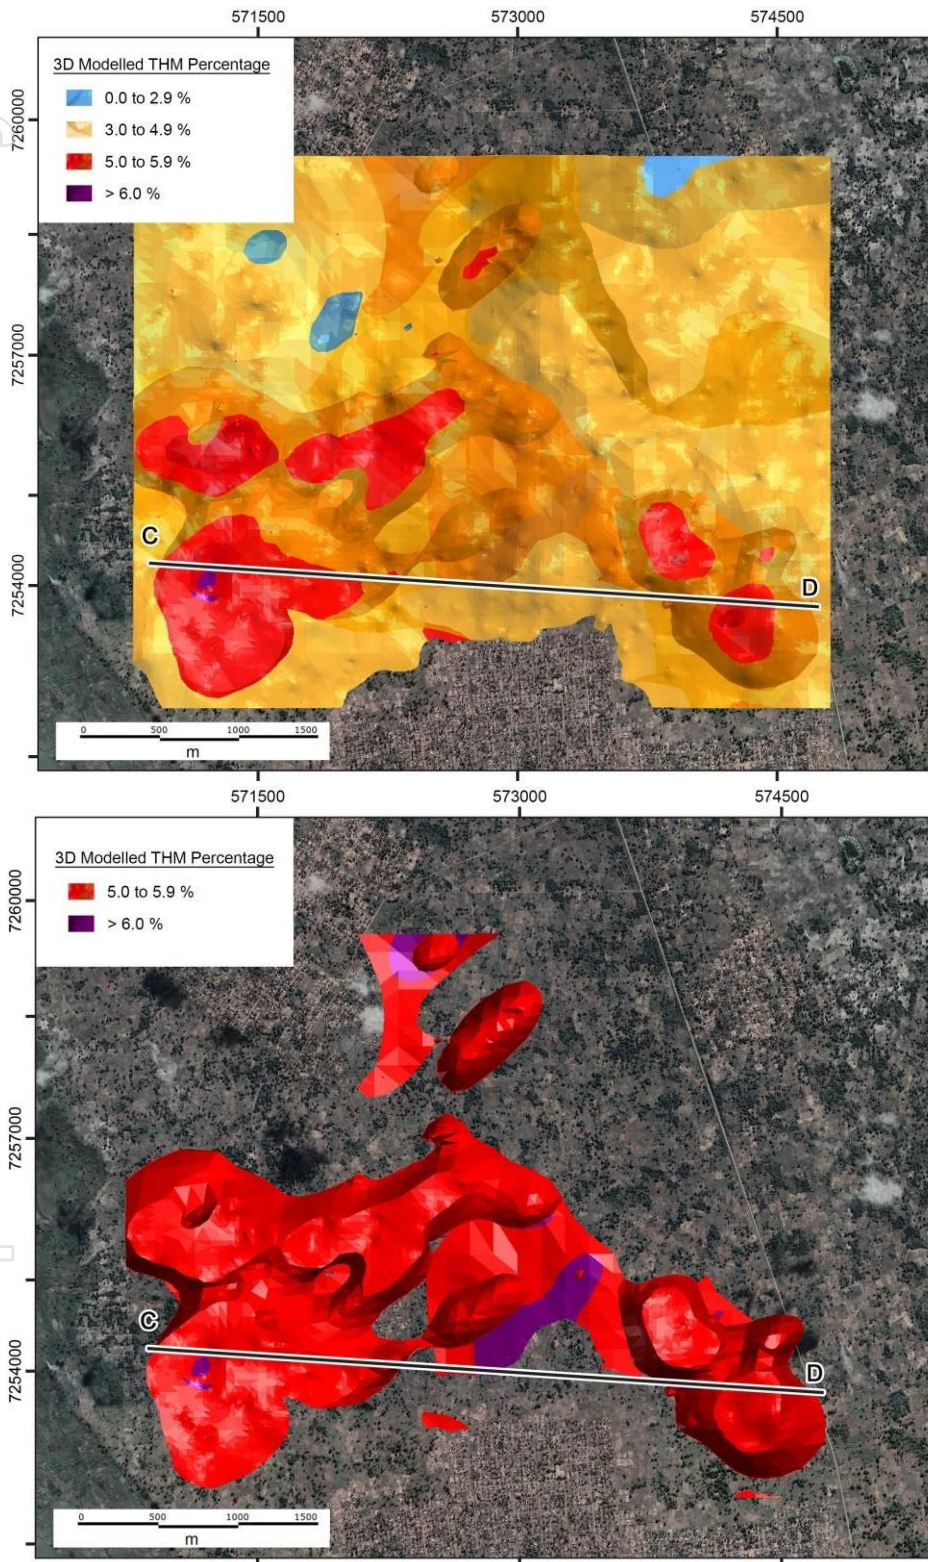 571500 573000 574500
3D Modelled THM Percentage
0.0 to 2.9 %
3.0 to 4.9 %
5.0 to 5.9 %
> 6.0 %
7260000
7257000
7254000
C
D
0 500 1000 1500
m
571500 573000 574500
3D Modelled THM Percentage
5.0 to 5.9 %
> 6.0 %
7260000
7257000
7254000
C
D
0 500 1000 1500
m